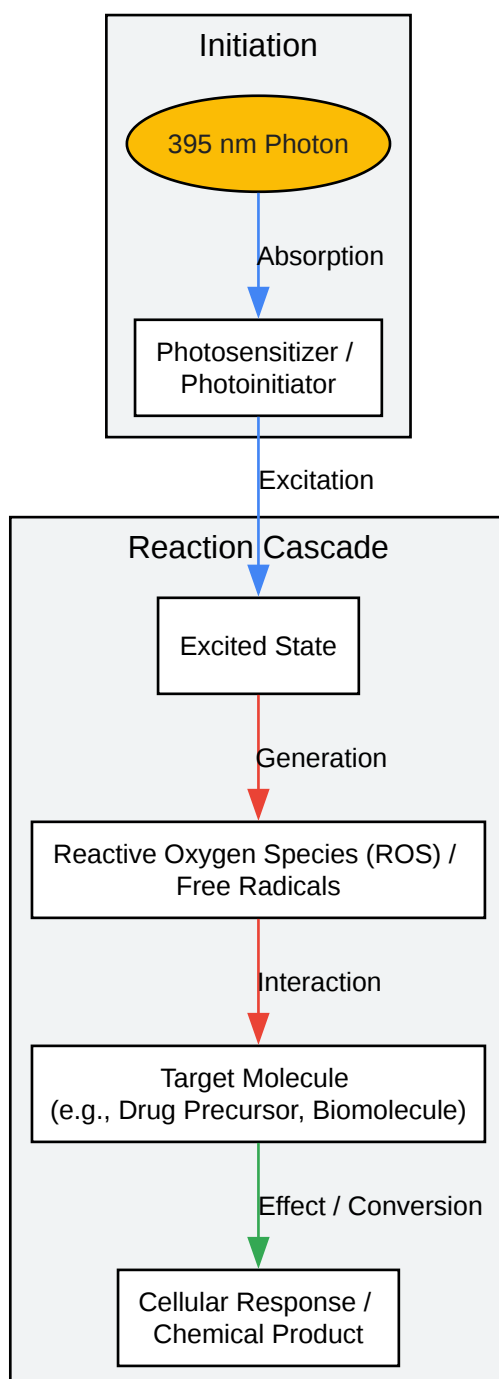 Initiation
395 nm Photon
Absorption
Photosensitizer /
Photoinitiator
Excitation
Reaction Cascade
Excited State
Generation
Reactive Oxygen Species (ROS) /
Free Radicals
Interaction
Target Molecule
(e.g., Drug Precursor, Biomolecule)
Effect / Conversion
Cellular Response /
Chemical Product